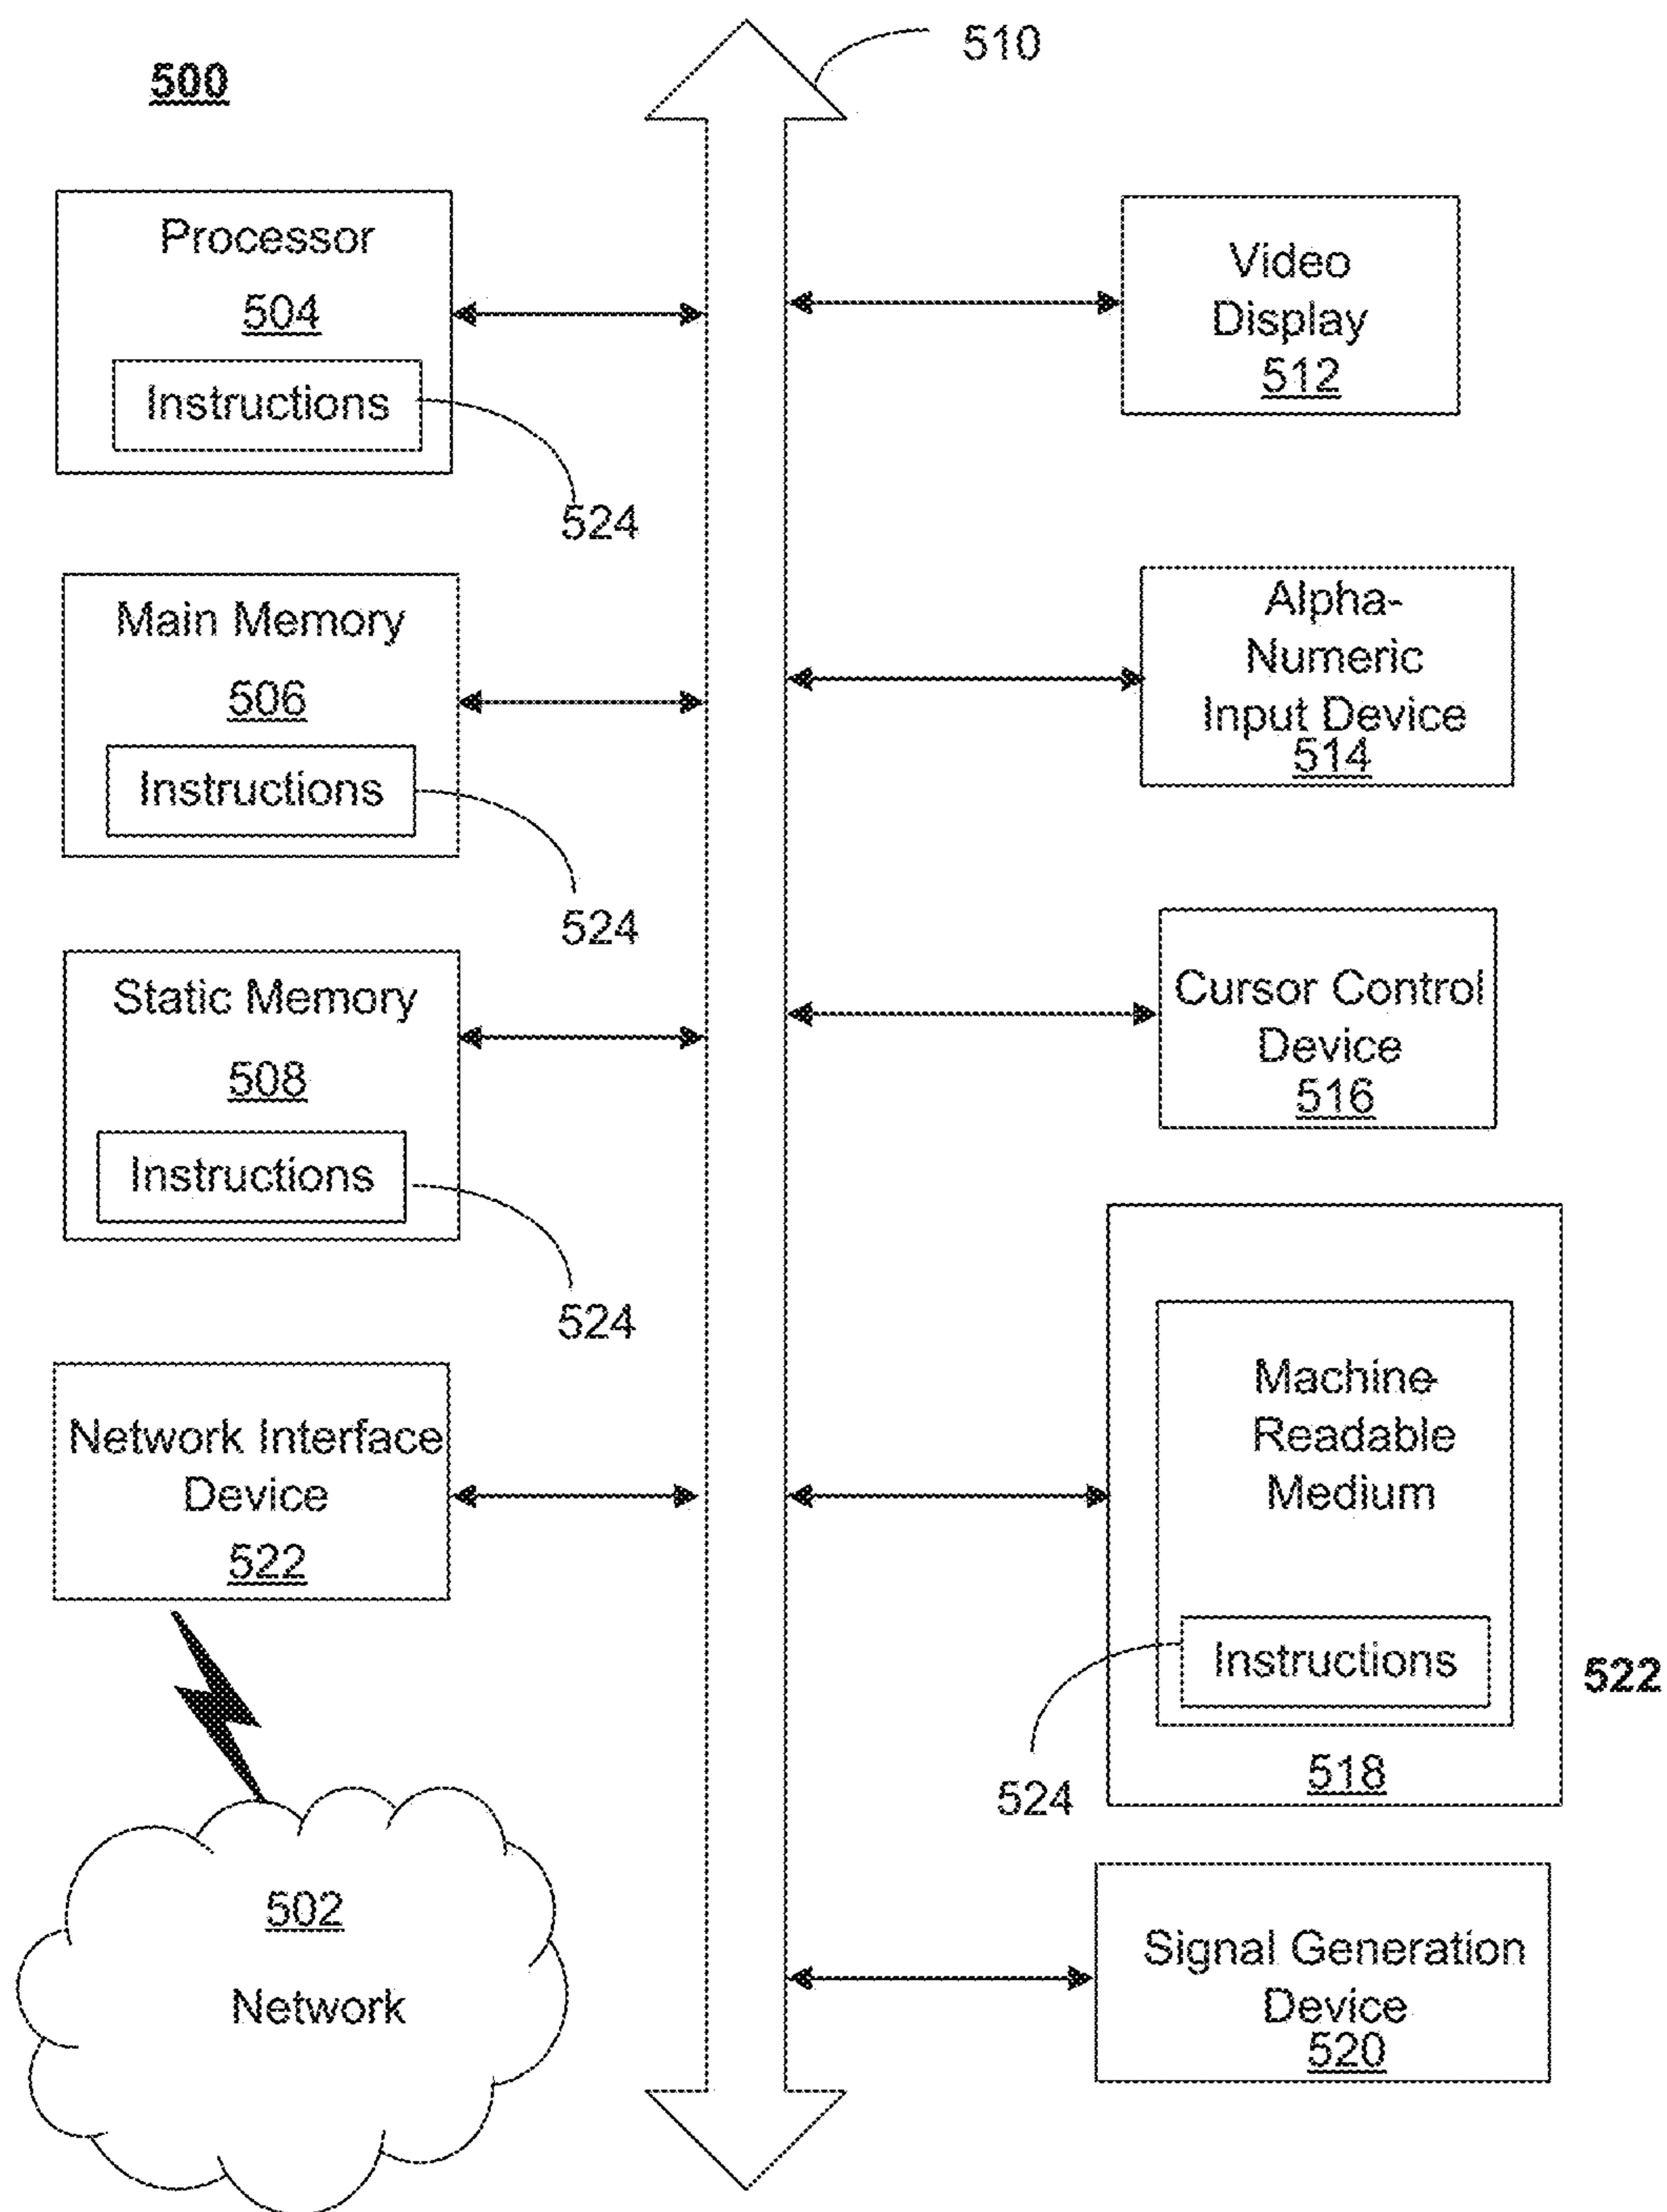 510
500
Processor
504
Instructions
524
Main Memory
506
Instructions
524
Static Memory
508
Instructions
524
Network Interface
Device
522
502
Network
Video
Display
512
Alpha-
Numeric
Input Device
514
Cursor Control
Device
516
Machine-
Readable
Medium
Instructions
522
524
518
Signal Generation
Device
520